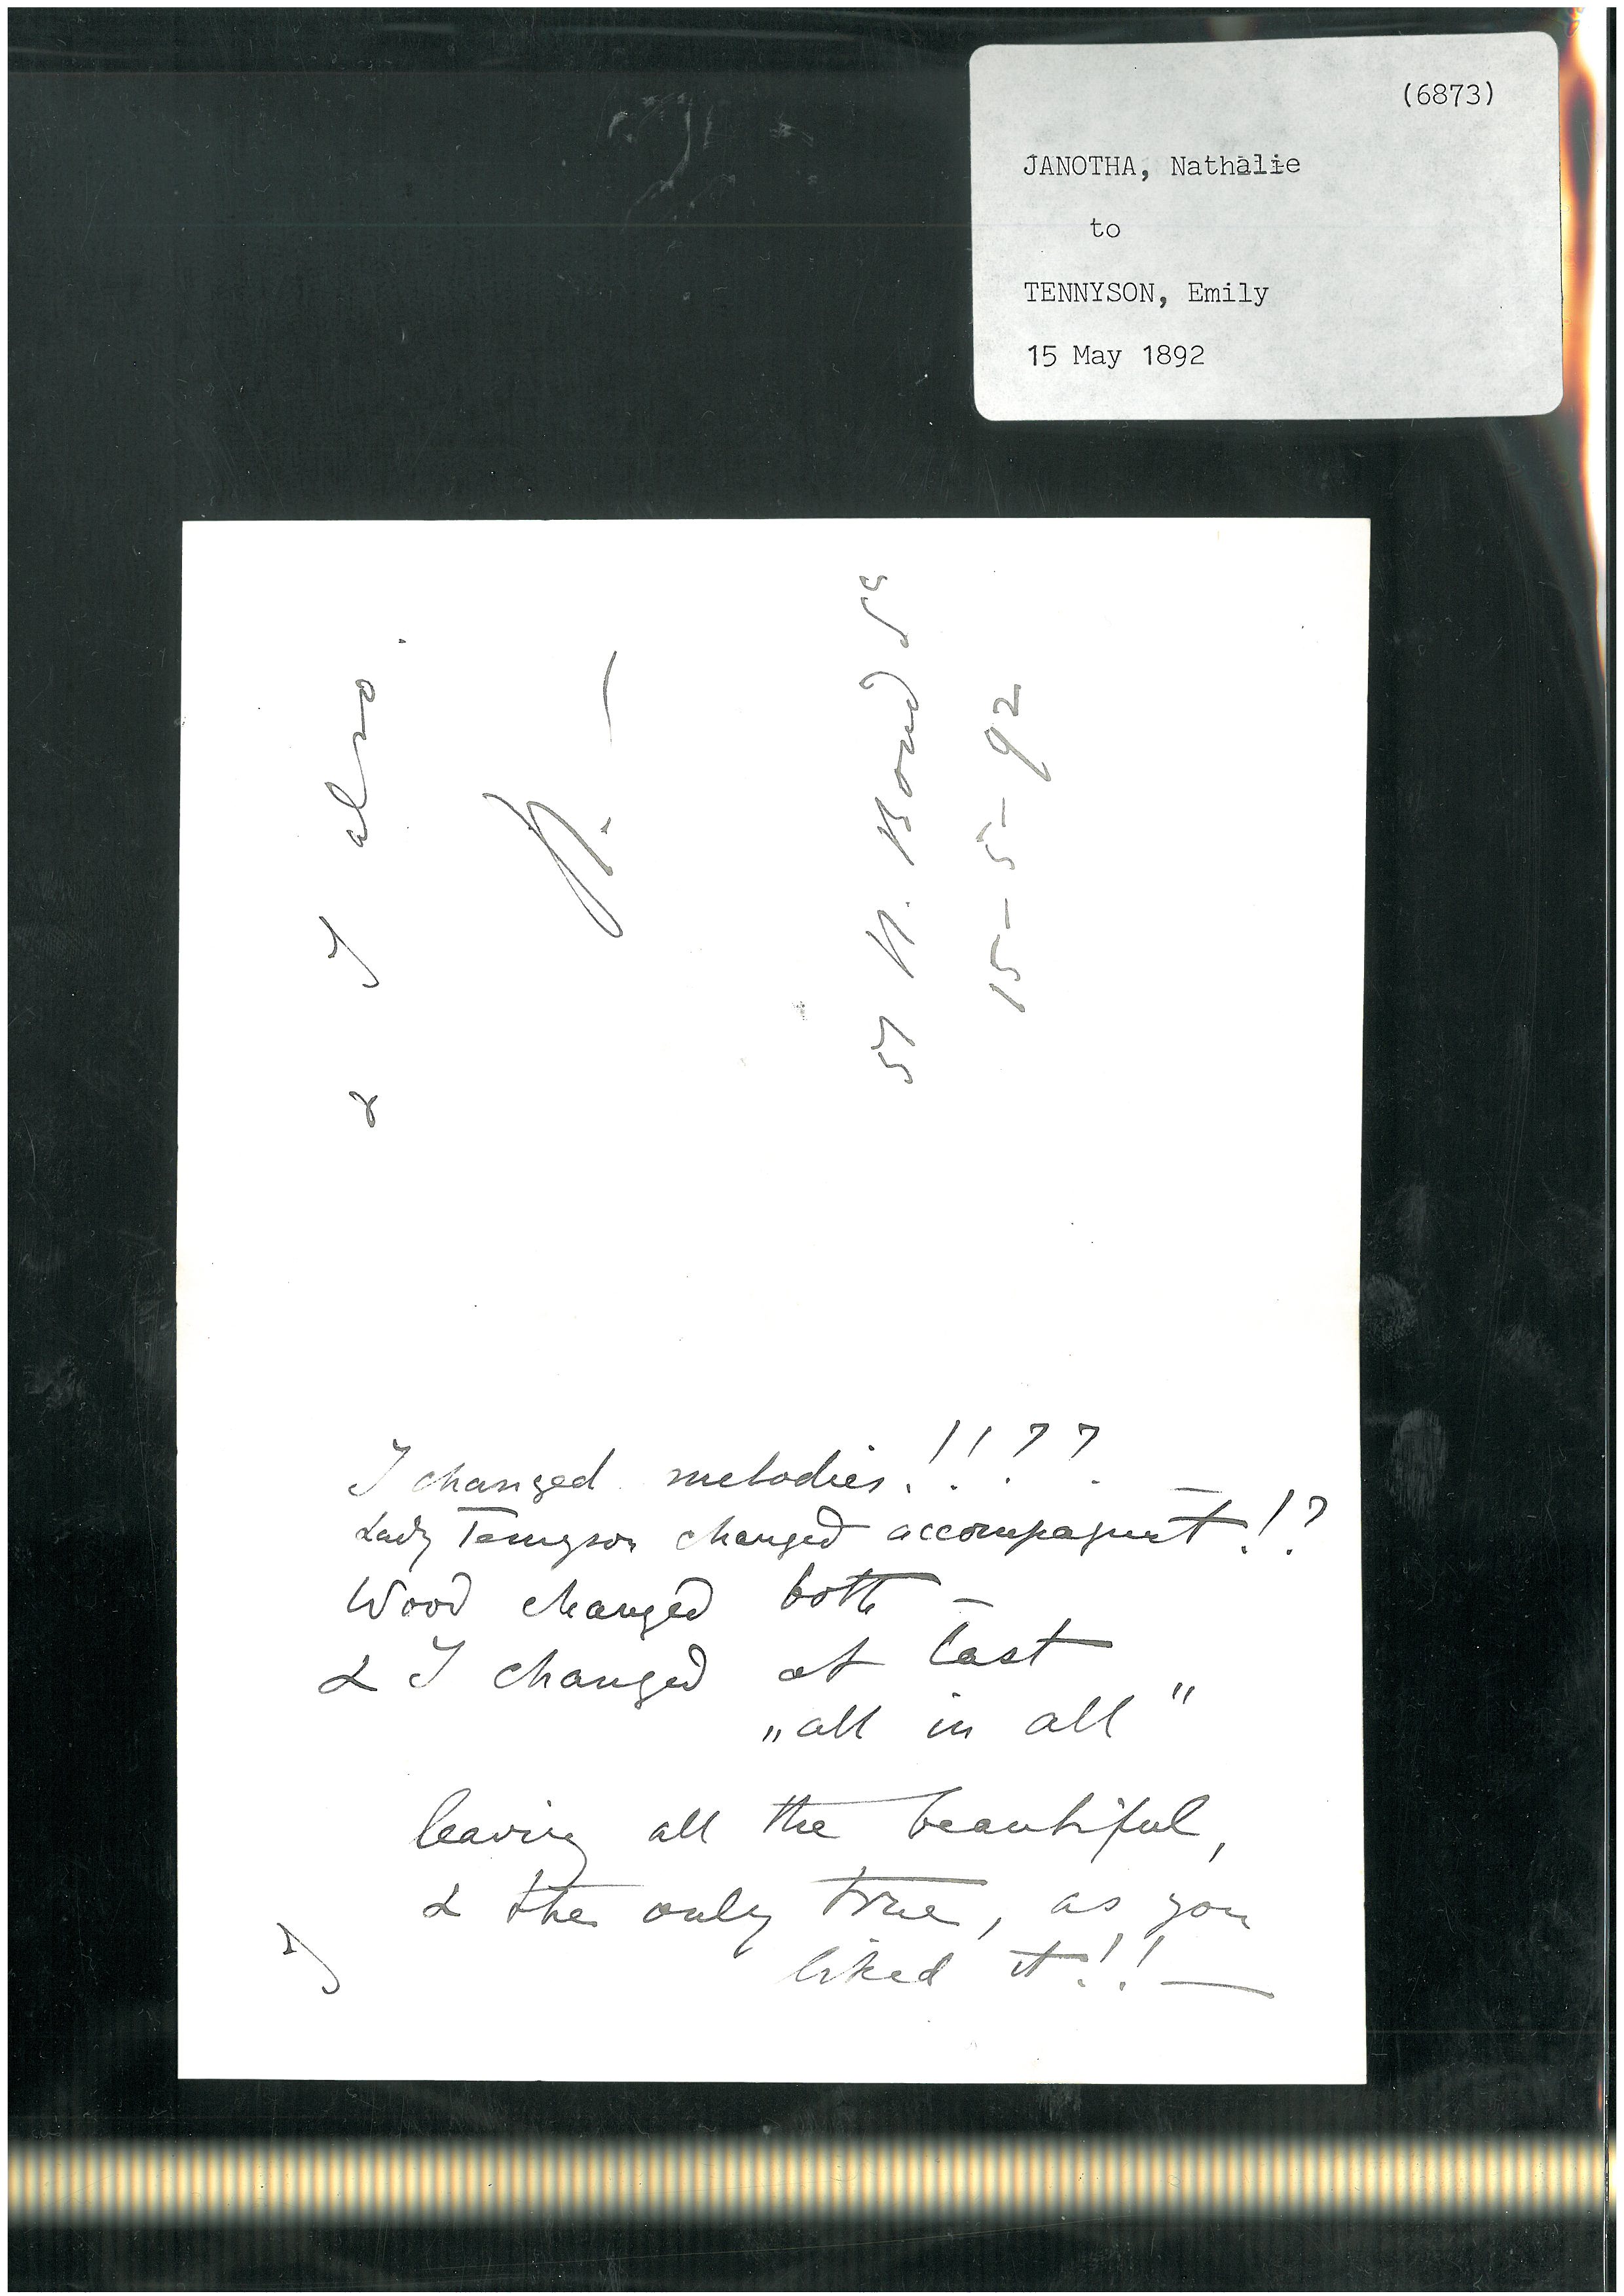 (6873)
JANOTHA, Nathalie
to
TENNYSON, Emily
15 May 1892
& I also.
N. —
57 N. Bond St
15-5-92
I changed melodies!!??
Lady Tennyson changed accompagnt!?
Wood changed both —
& I changed at last
„all in all"
leaving all the beautiful,
& the only true, as you
liked it!! —